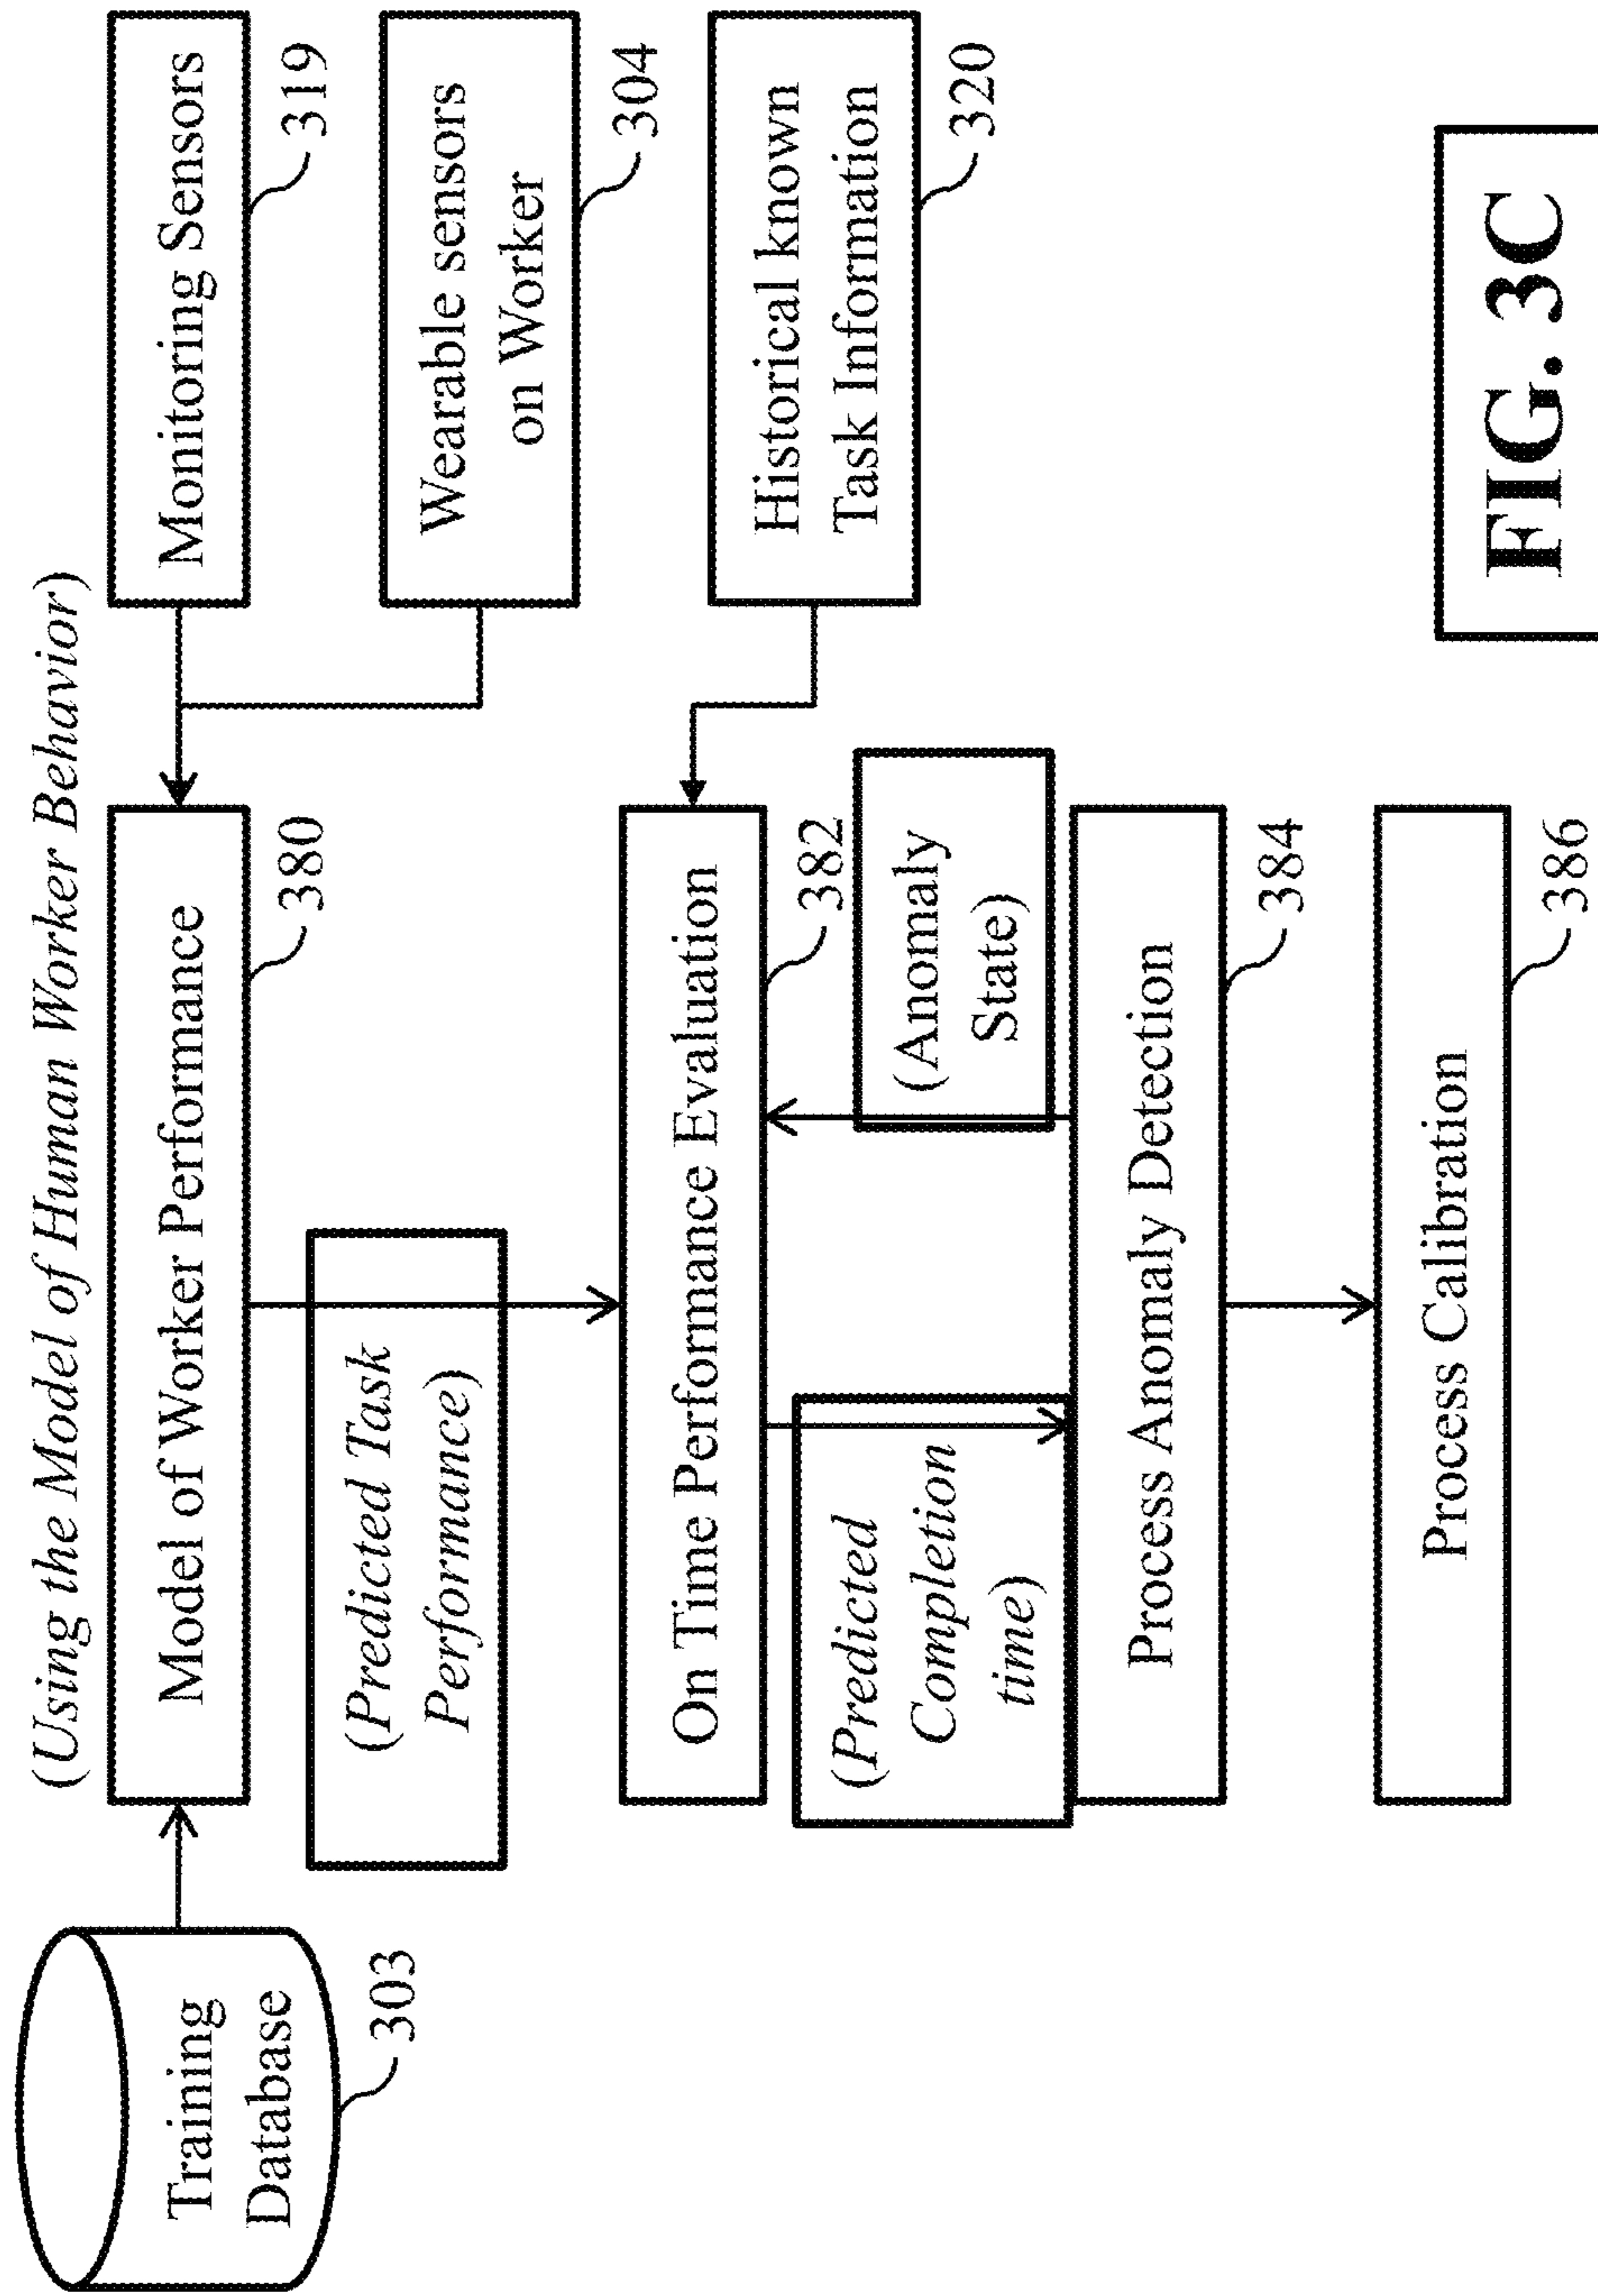 (Using the Model of Human Worker Behavior)
Training
Database
303
Model of Worker Performance
380
Monitoring Sensors
319
Wearable sensors
on Worker
304
(Predicted Task
Performance)
On Time Performance Evaluation
382
Historical known
Task Information
320
(Predicted
Completion
time)
(Anomaly
State)
Process Anomaly Detection
384
Process Calibration
386
FIG. 3C